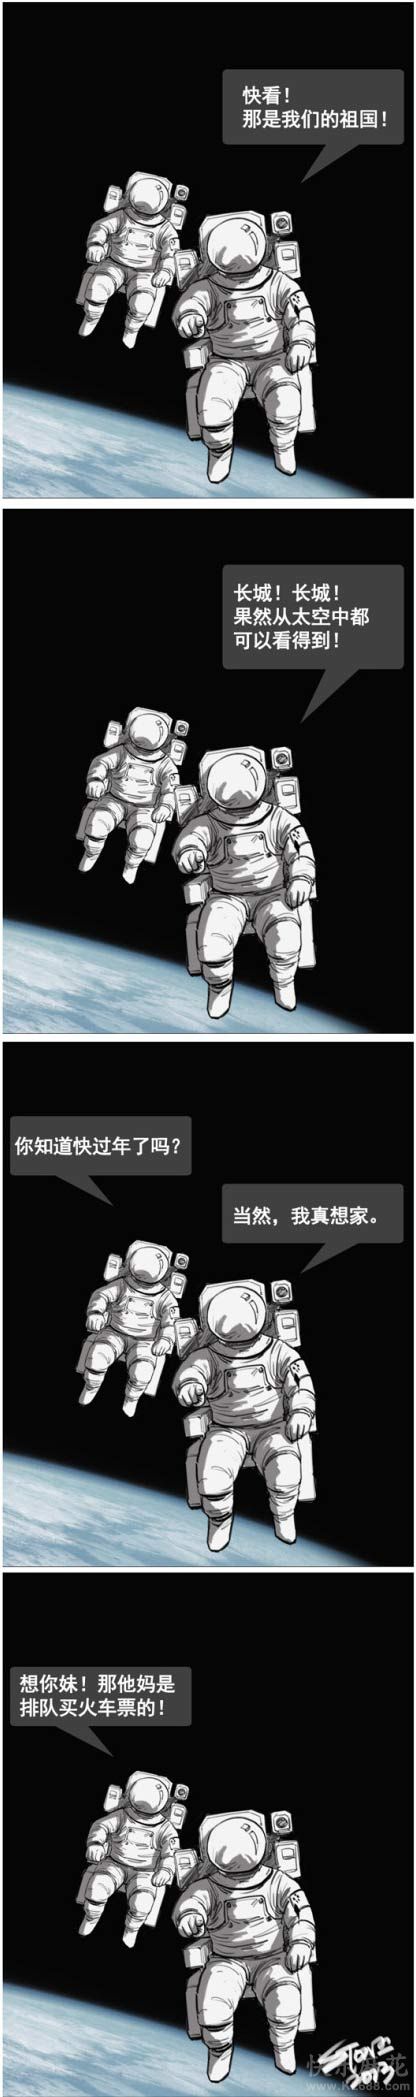 快看！
那是我们的祖国！
长城！长城！
果然从太空中都
可以看得到！
你知道快过年了吗？
当然，我真想家。
想你妹！那他妈是
排队买火车票的！
2013